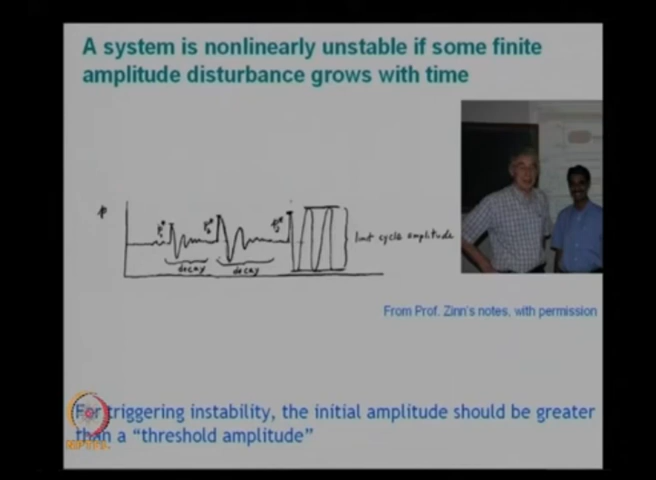 A system is nonlinearly unstable if some finite
amplitude disturbance grows with time
p
decay
decay
limit cycle amplitude
From Prof. Zinn's notes, with permission
For triggering instability, the initial amplitude should be greater
than a “threshold amplitude”
NPTEL